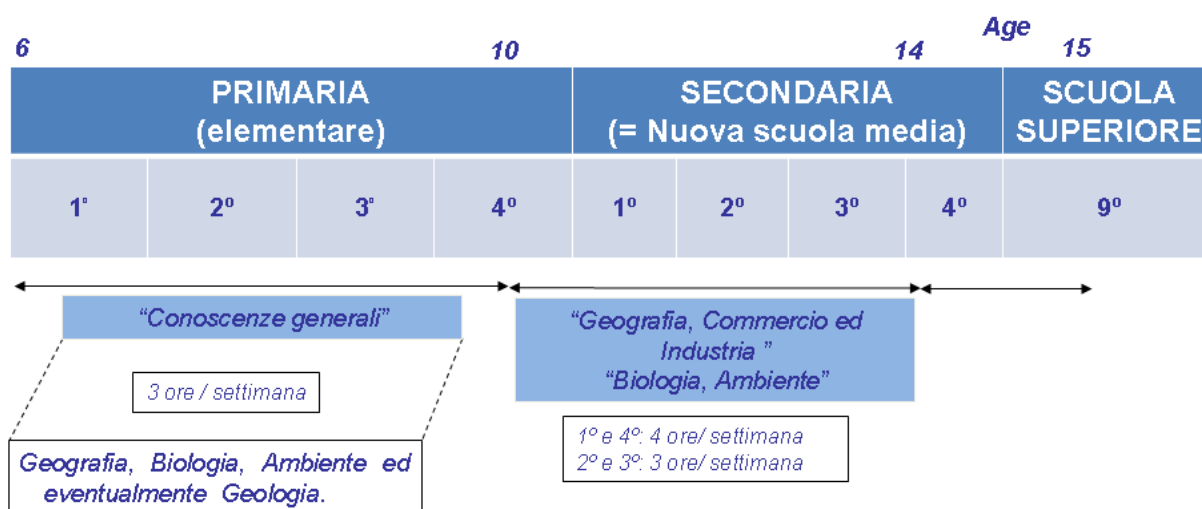 Age
6 10 14 15
PRIMARIA
(elementare)
SECONDARIA
(= Nuova scuola media)
SCUOLA
SUPERIORE
1° 2º 3° 4º 1º 2º 3º 4º 9º
“Conoscenze generali”
3 ore / settimana
Geografia, Biologia, Ambiente ed
eventualmente Geologia.
“Geografia, Commercio ed
Industria ”
“Biologia, Ambiente”
1º e 4º: 4 ore/ settimana
2º e 3º: 3 ore/ settimana